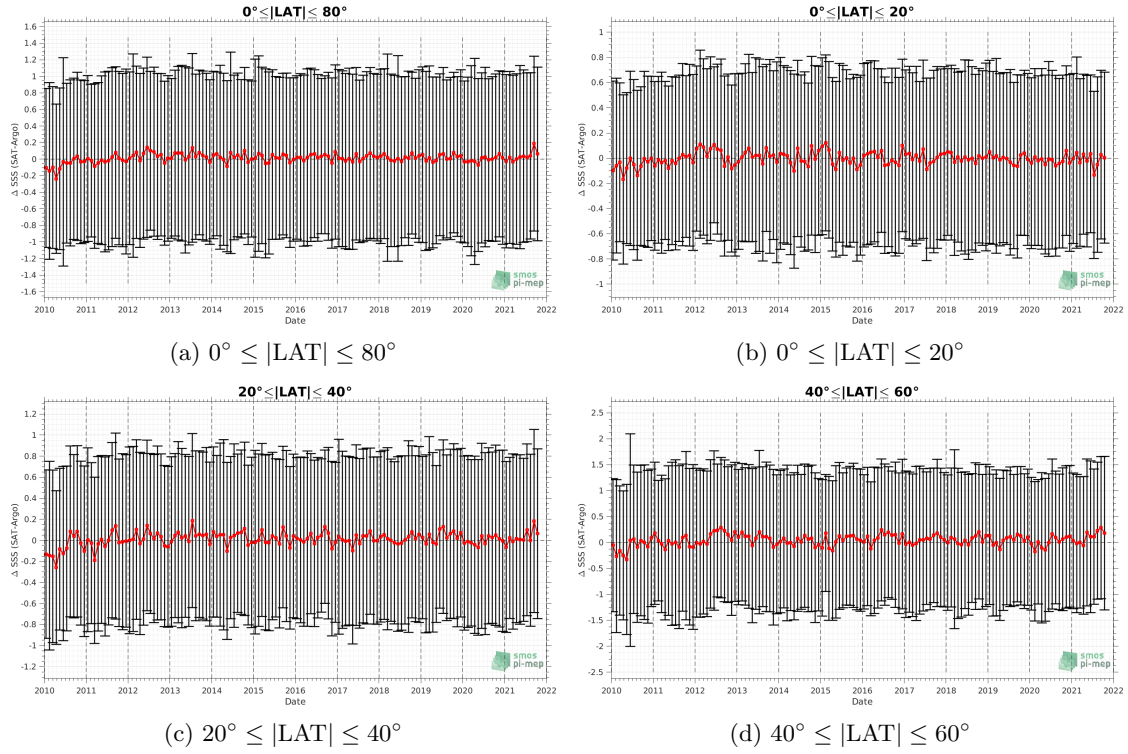 0°≤|LAT|≤ 80°
Δ SSS (SAT-Argo)
1.6
1.4
1.2
1
0.8
0.6
0.4
0.2
0
-0.2
-0.4
-0.6
-0.8
-1
-1.2
-1.4
-1.6
smos
pi-mep
2010 2011 2012 2013 2014 2015 2016 2017 2018 2019 2020 2021 2022
Date
(a) 0° ≤ |LAT| ≤ 80°
0°≤|LAT|≤ 20°
Δ SSS (SAT-Argo)
1
0.8
0.6
0.4
0.2
0
-0.2
-0.4
-0.6
-0.8
-1
smos
pi-mep
2010 2011 2012 2013 2014 2015 2016 2017 2018 2019 2020 2021 2022
Date
(b) 0° ≤ |LAT| ≤ 20°
20°≤|LAT|≤ 40°
Δ SSS (SAT-Argo)
1.2
1
0.8
0.6
0.4
0.2
0
-0.2
-0.4
-0.6
-0.8
-1
-1.2
smos
pi-mep
2010 2011 2012 2013 2014 2015 2016 2017 2018 2019 2020 2021 2022
Date
(c) 20° ≤ |LAT| ≤ 40°
40°≤|LAT|≤ 60°
Δ SSS (SAT-Argo)
2.5
2
1.5
1
0.5
0
-0.5
-1
-1.5
-2
-2.5
smos
pi-mep
2010 2011 2012 2013 2014 2015 2016 2017 2018 2019 2020 2021 2022
Date
(d) 40° ≤ |LAT| ≤ 60°